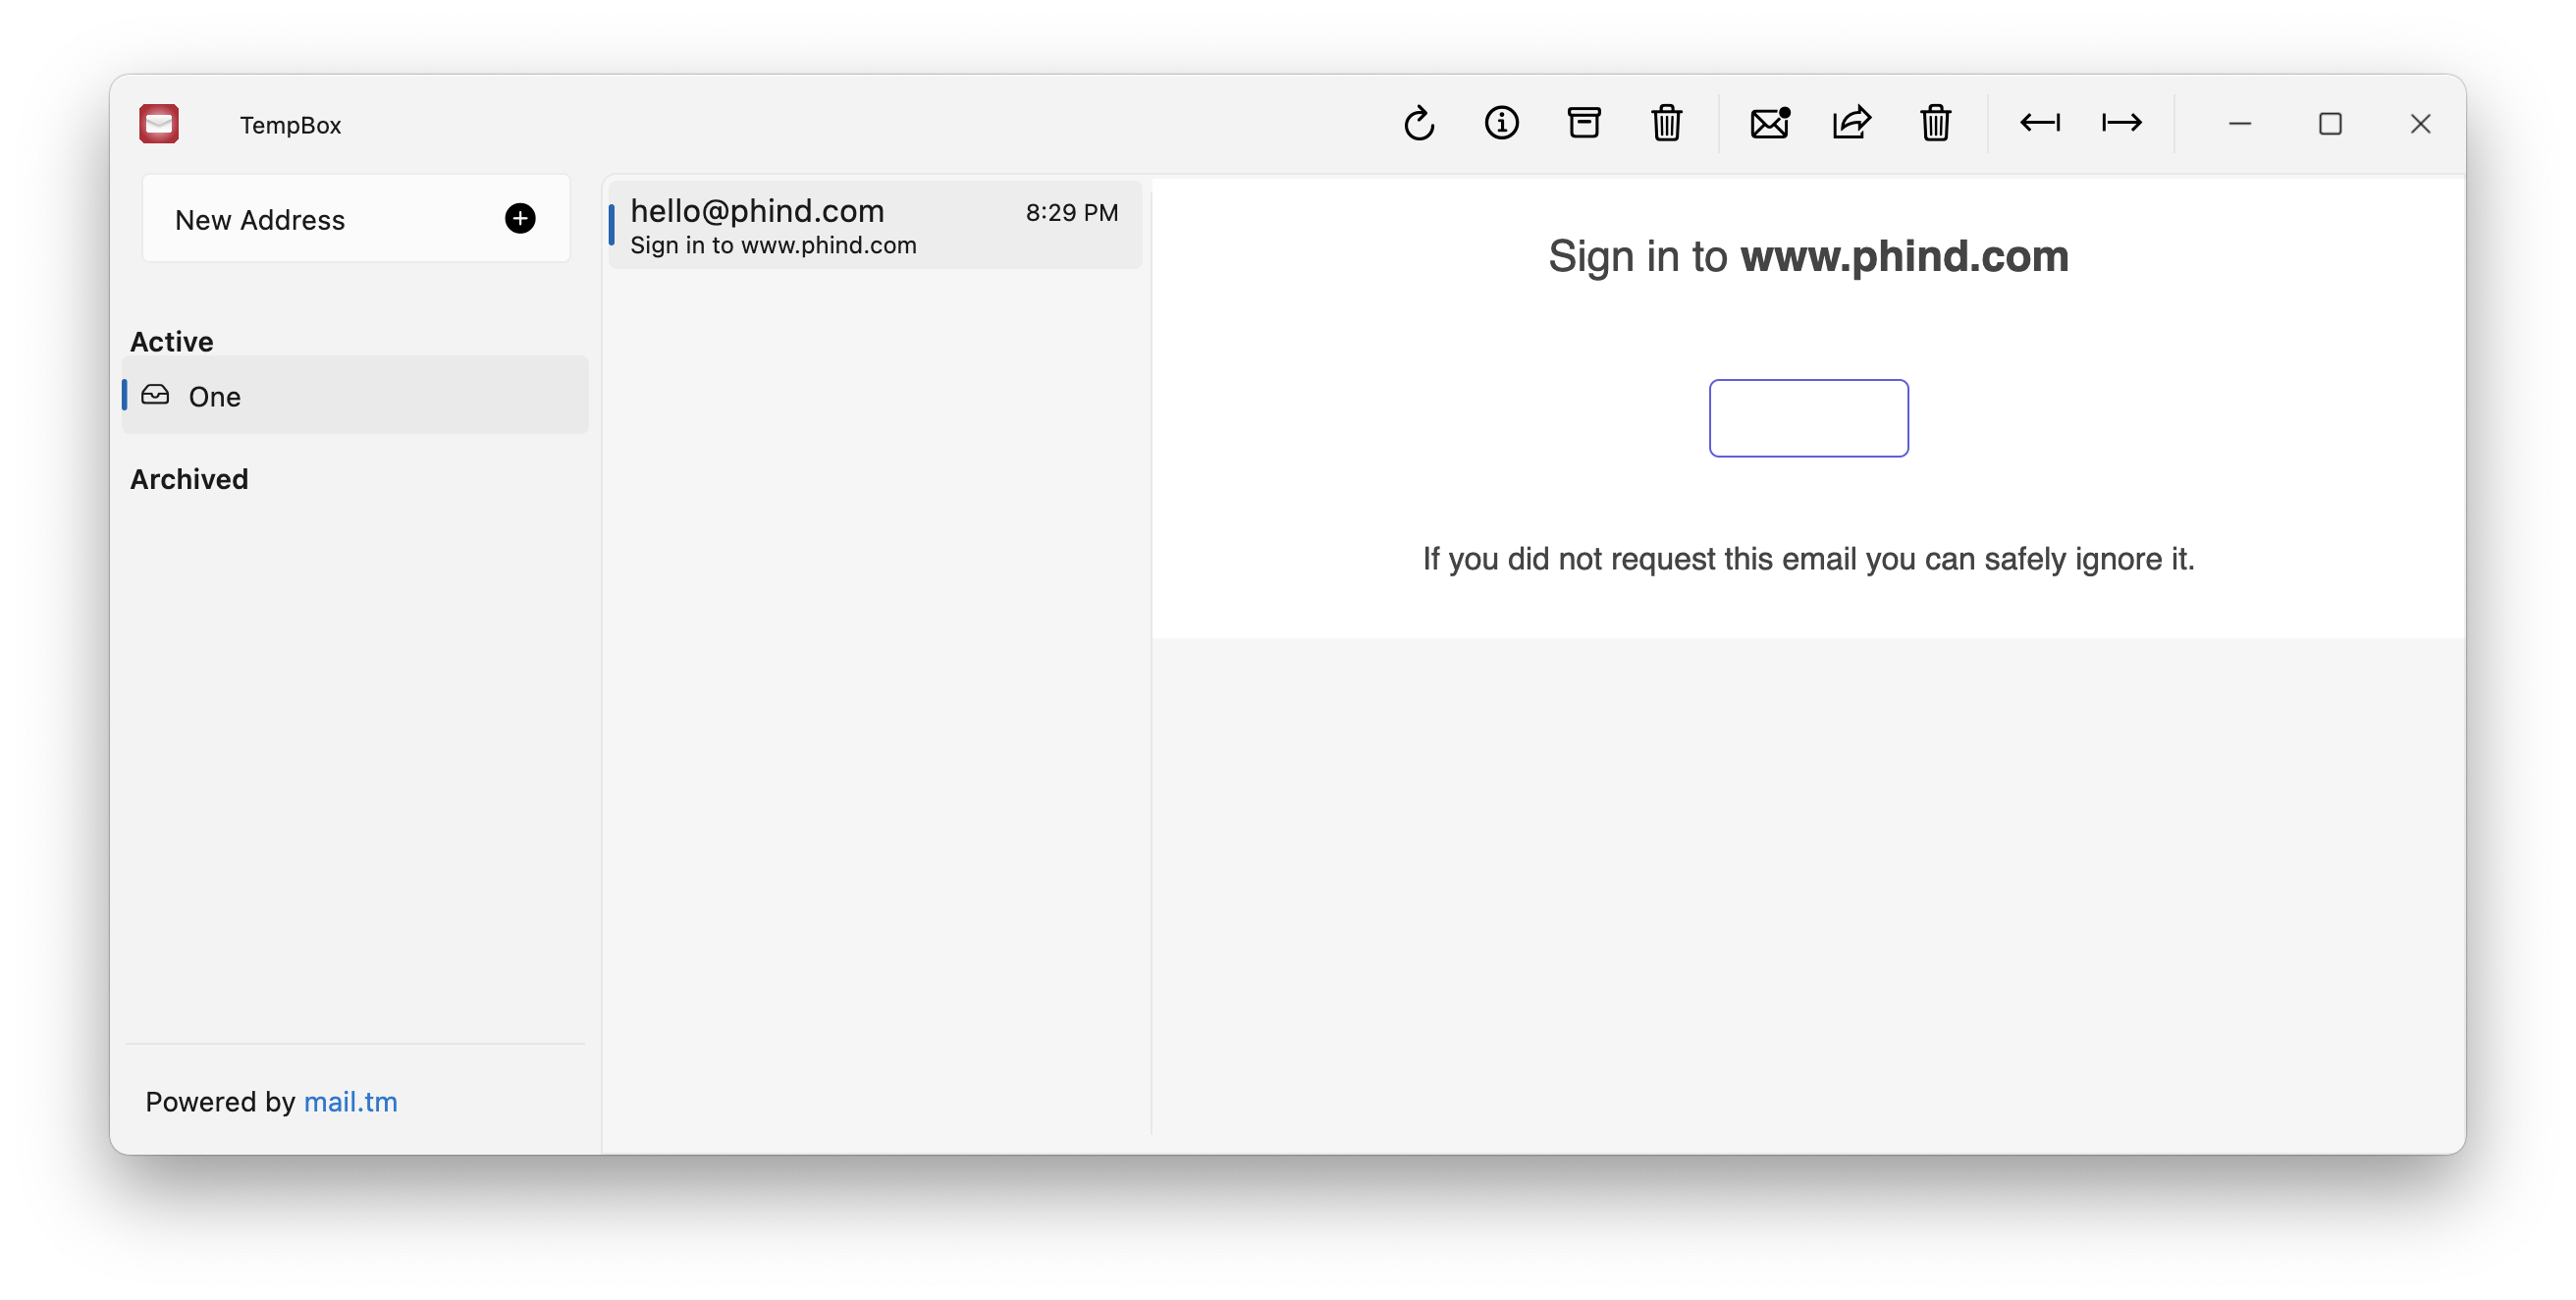 TempBox
New Address
Active
One
Archived
Powered by mail.tm
hello@phind.com
8:29 PM
Sign in to www.phind.com
Sign in to www.phind.com
If you did not request this email you can safely ignore it.